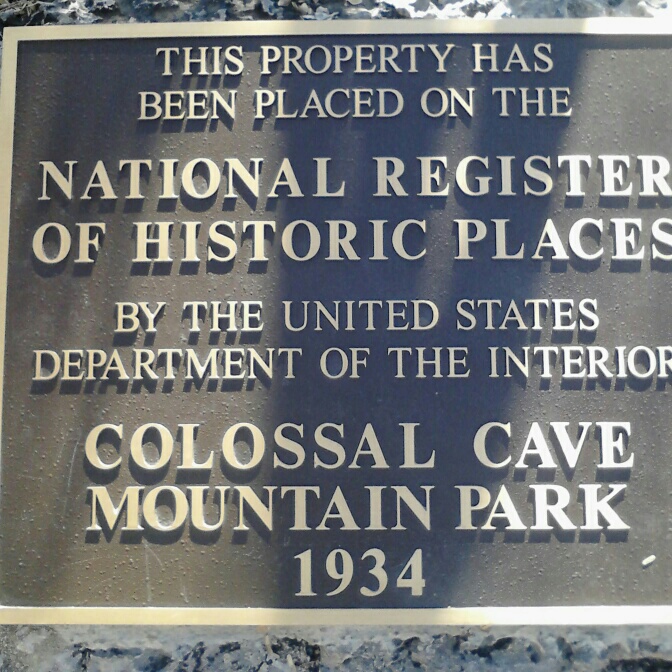 THIS PROPERTY HAS
BEEN PLACED ON THE
NATIONAL REGISTER
OF HISTORIC PLACES
BY THE UNITED STATES
DEPARTMENT OF THE INTERIOR
COLOSSAL CAVE
MOUNTAIN PARK
1934